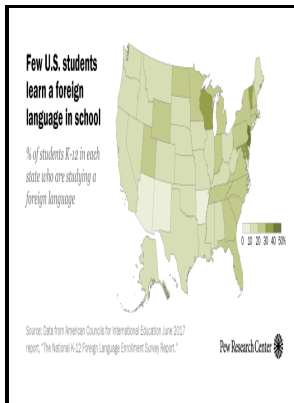 Few U.S. students
learn a foreign
language in school
% of students K-12 in each
state who are studying a
foreign language
0 10 20 30 40 50%
Source: Data from American Councils for International Education June 2017
report, "The National K-12 Foreign Language Enrollment Survey Report."
Pew Research Center